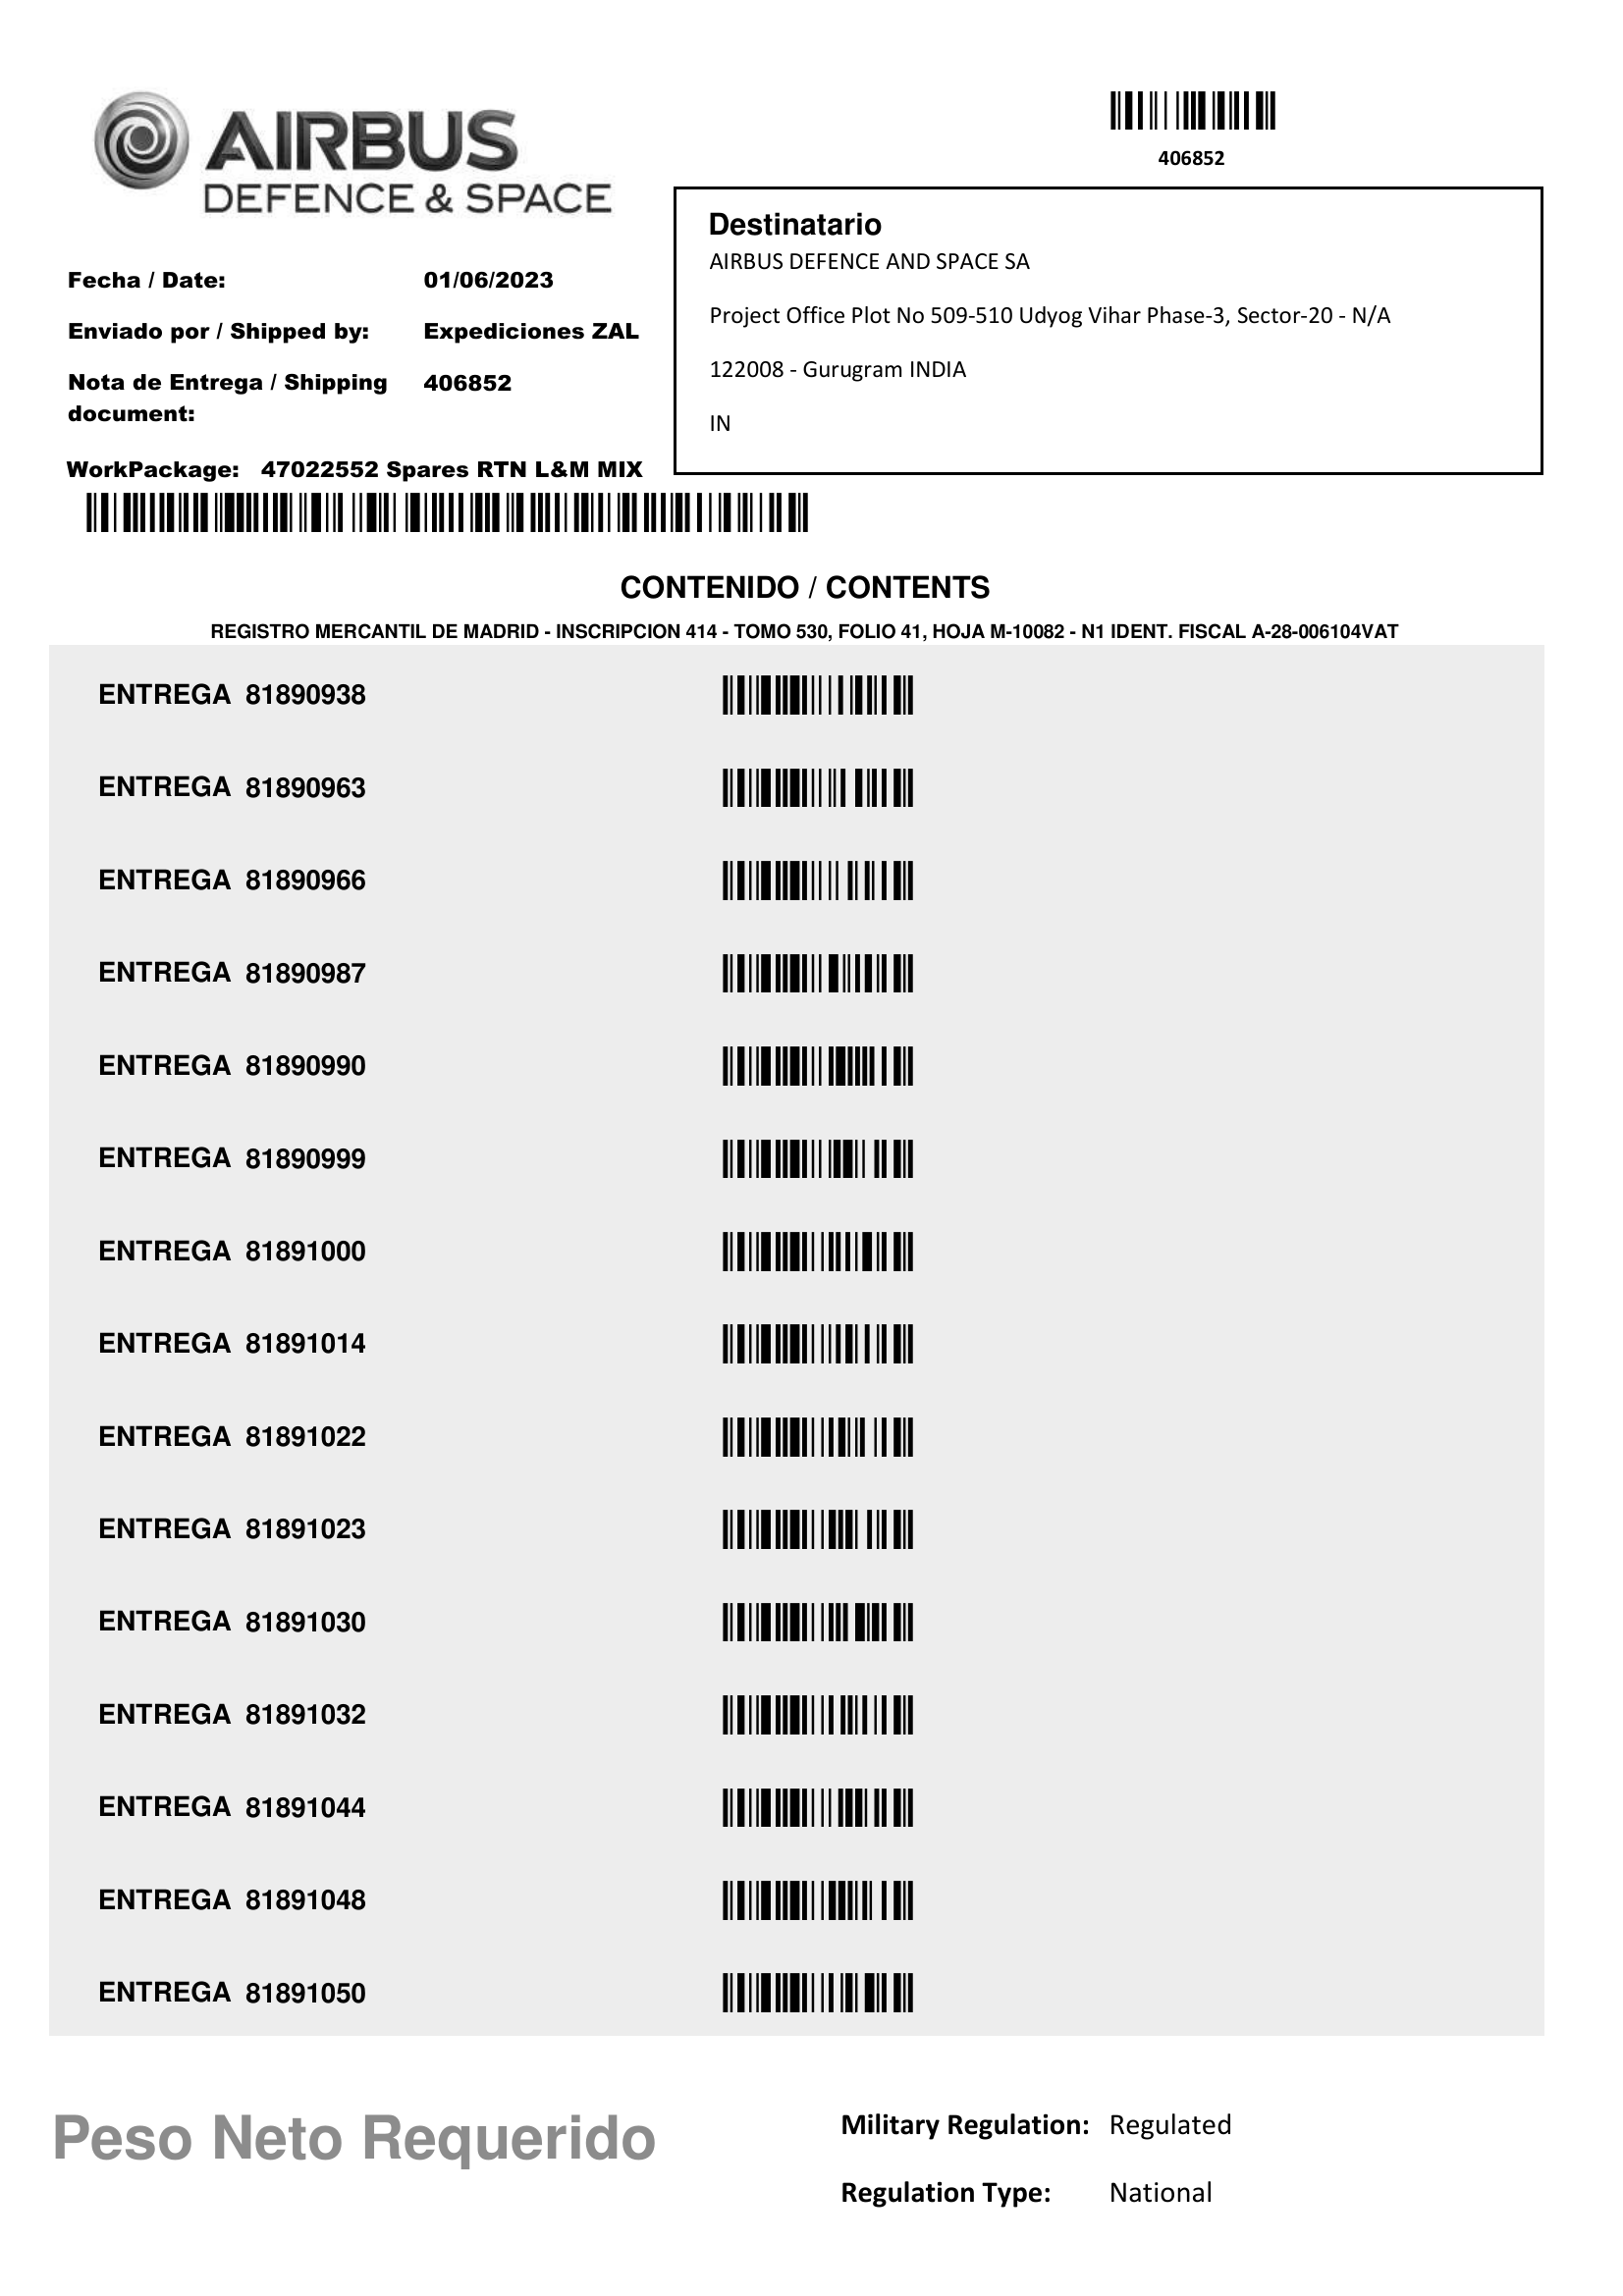 AIRBUS
DEFENCE & SPACE
406852
Destinatario
AIRBUS DEFENCE AND SPACE SA
Project Office Plot No 509-510 Udyog Vihar Phase-3, Sector-20 - N/A
122008 - Gurugram INDIA
IN
Fecha / Date: 01/06/2023
Enviado por / Shipped by: Expediciones ZAL
Nota de Entrega / Shipping 406852
document:
WorkPackage: 47022552 Spares RTN L&M MIX
CONTENIDO / CONTENTS
REGISTRO MERCANTIL DE MADRID - INSCRIPCION 414 - TOMO 530, FOLIO 41, HOJA M-10082 - N1 IDENT. FISCAL A-28-006104VAT
ENTREGA 81890938
ENTREGA 81890963
ENTREGA 81890966
ENTREGA 81890987
ENTREGA 81890990
ENTREGA 81890999
ENTREGA 81891000
ENTREGA 81891014
ENTREGA 81891022
ENTREGA 81891023
ENTREGA 81891030
ENTREGA 81891032
ENTREGA 81891044
ENTREGA 81891048
ENTREGA 81891050
Peso Neto Requerido
Military Regulation: Regulated
Regulation Type: National